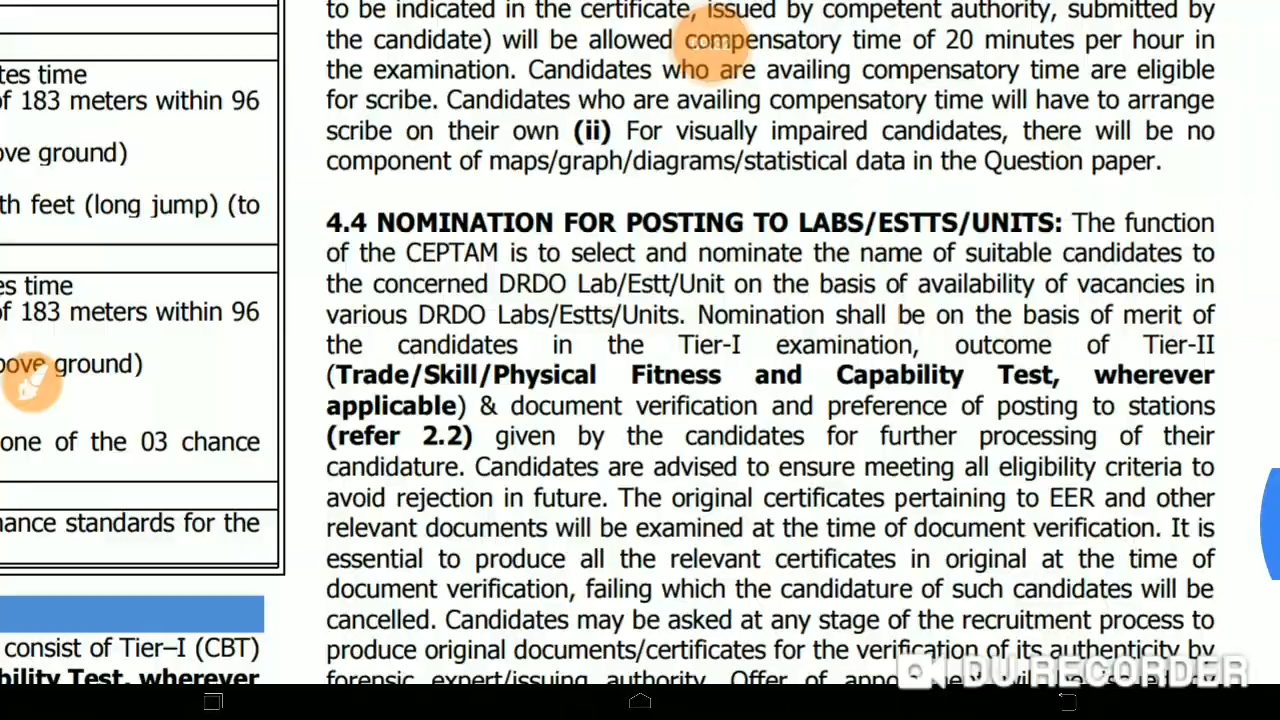 tes time
of 183 meters within 96
ove ground)
th feet (long jump) (to
es time
of 183 meters within 96
ove ground)
one of the 03 chance
ance standards for the
consist of Tier–I (CBT)
bility Test, wherever
to be indicated in the certificate, issued by competent authority, submitted by
the candidate) will be allowed compensatory time of 20 minutes per hour in
the examination. Candidates who are availing compensatory time are eligible
for scribe. Candidates who are availing compensatory time will have to arrange
scribe on their own (ii) For visually impaired candidates, there will be no
component of maps/graph/diagrams/statistical data in the Question paper.
4.4 NOMINATION FOR POSTING TO LABS/ESTTS/UNITS: The function
of the CEPTAM is to select and nominate the name of suitable candidates to
the concerned DRDO Lab/Estt/Unit on the basis of availability of vacancies in
various DRDO Labs/Estts/Units. Nomination shall be on the basis of merit of
the candidates in the Tier-I examination, outcome of Tier-II
(Trade/Skill/Physical Fitness and Capability Test, wherever
applicable) & document verification and preference of posting to stations
(refer 2.2) given by the candidates for further processing of their
candidature. Candidates are advised to ensure meeting all eligibility criteria to
avoid rejection in future. The original certificates pertaining to EER and other
relevant documents will be examined at the time of document verification. It is
essential to produce all the relevant certificates in original at the time of
document verification, failing which the candidature of such candidates will be
cancelled. Candidates may be asked at any stage of the recruitment process to
produce original documents/certificates for the verification of its authenticity by
forensic expert/issuing authority. Offer of
DU RECORDER